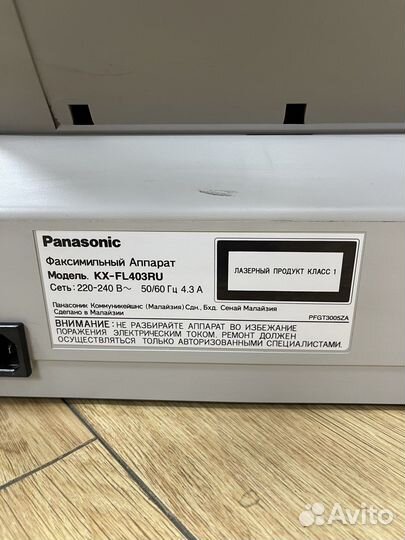 Panasonic
Факсимильный Аппарат
Модель. KX-FL403RU
Сеть: 220-240 В~ 50/60 Гц 4.3 А
ЛАЗЕРНЫЙ ПРОДУКТ КЛАСС 1
Панасоник Коммуникейшнс (Малайзия) Сдн., Бхд. Сенай Малайзия
Сделано в Малайзии
PFGT3005ZA
ВНИМАНИЕ: НЕ РАЗБИРАЙТЕ АППАРАТ ВО ИЗБЕЖАНИЕ
ПОРАЖЕНИЯ ЭЛЕКТРИЧЕСКИМ ТОКОМ. РЕМОНТ ДОЛЖЕН
ОСУЩЕСТВЛЯТЬСЯ ТОЛЬКО АВТОРИЗОВАННЫМИ СПЕЦИАЛИСТАМИ.
Avito